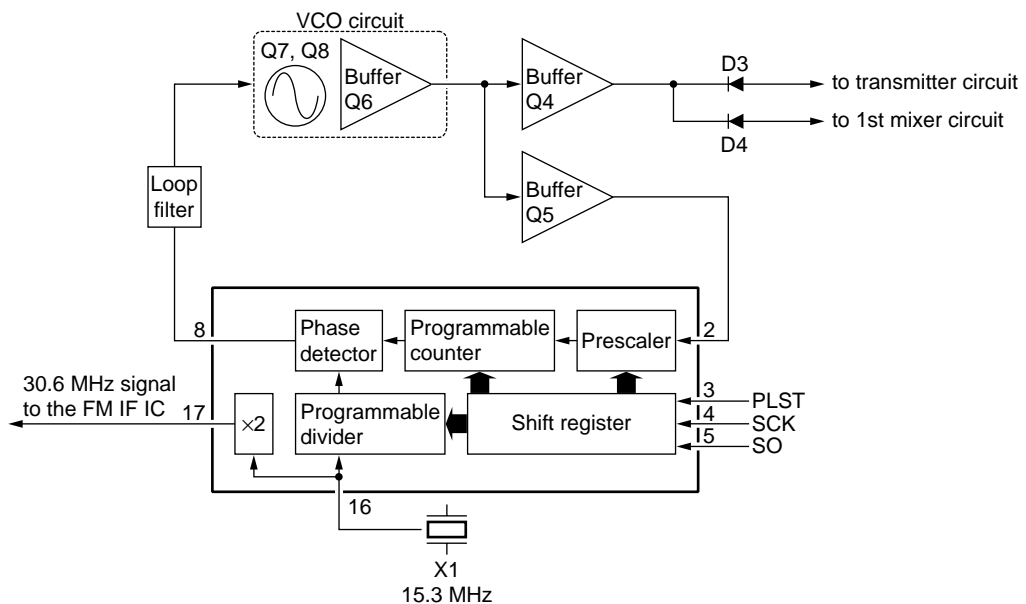 VCO circuit
Q7, Q8
Buffer
Q6
Buffer
Q4
D3
to transmitter circuit
to 1st mixer circuit
D4
Buffer
Q5
Loop
filter
8
Phase
detector
Programmable
counter
Prescaler
2
30.6 MHz signal
to the FM IF IC
17
×2
Programmable
divider
Shift register
3
PLST
4
SCK
5
SO
16
X1
15.3 MHz